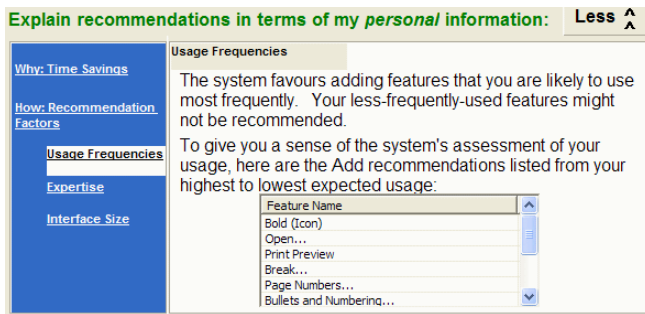 Explain recommendations in terms of my personal information:
Less
Why: Time Savings
How: Recommendation
Factors
Usage Frequencies
Expertise
Interface Size
Usage Frequencies
The system favours adding features that you are likely to use
most frequently. Your less-frequently-used features might
not be recommended.
To give you a sense of the system's assessment of your
usage, here are the Add recommendations listed from your
highest to lowest expected usage:
Feature Name
Bold (Icon)
Open...
Print Preview
Break...
Page Numbers...
Bullets and Numbering...